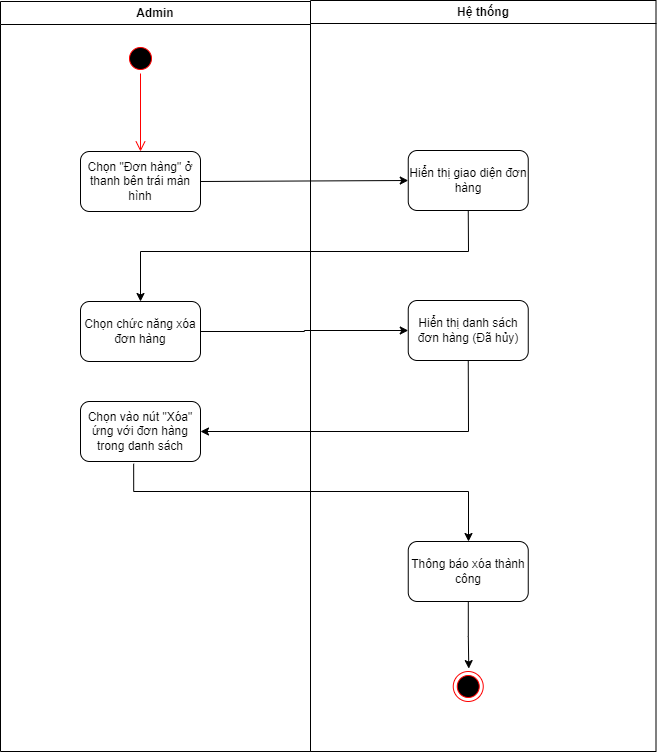 Admin
Hệ thống
Chọn "Đơn hàng" ở
thanh bên trái màn
hình
Hiển thị giao diện đơn
hàng
Chọn chức năng xóa
đơn hàng
Hiển thị danh sách
đơn hàng (Đã hủy)
Chọn vào nút "Xóa"
ứng với đơn hàng
trong danh sách
Thông báo xóa thành
công